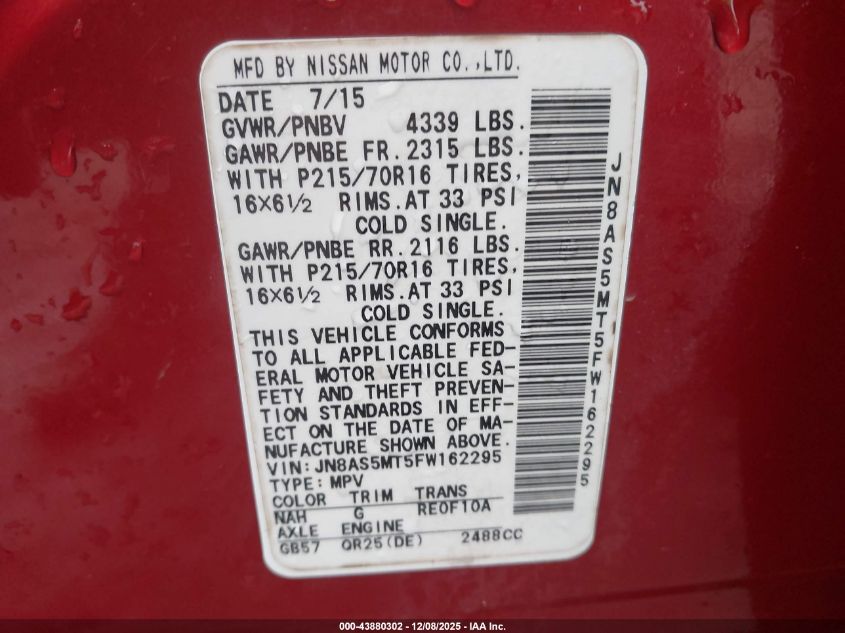 MFD BY NISSAN MOTOR CO.,LTD.
DATE 7/15
GVWR/PNBV 4339 LBS.
GAWR/PNBE FR. 2315 LBS.
WITH P215/70R16 TIRES,
16X6½ RIMS.AT 33 PSI
COLD SINGLE.
GAWR/PNBE RR. 2116 LBS.
WITH P215/70R16 TIRES,
16X6½ RIMS.AT 33 PSI
COLD SINGLE.
THIS VEHICLE CONFORMS
TO ALL APPLICABLE FED-
ERAL MOTOR VEHICLE SA-
FETY AND THEFT PREVEN-
TION STANDARDS IN EFF-
ECT ON THE DATE OF MA-
NUFACTURE SHOWN ABOVE.
VIN: JN8AS5MT5FW162295
TYPE: MPV
COLOR TRIM TRANS
NAH G RE0F10A
AXLE ENGINE
GB57 QR25(DE) 2488CC
JN8AS5MT5FW162295
000-43880302 - 12/08/2025 - IAA Inc.